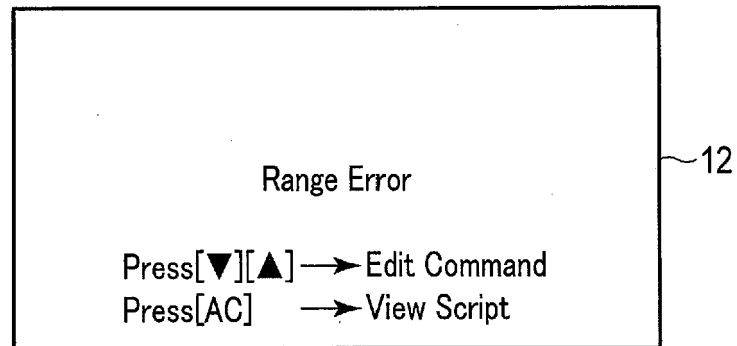 Range Error
12
Press[▼][▲]→Edit Command
Press[AC] →View Script